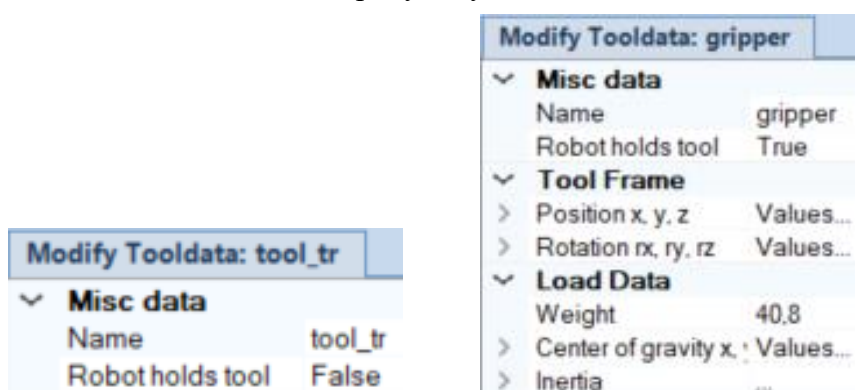 Modify Tooldata: tool_tr
Misc data
Name tool_tr
Robot holds tool False
Modify Tooldata: gripper
Misc data
Name gripper
Robot holds tool True
Tool Frame
Position x, y, z Values...
Rotation rx, ry, rz Values...
Load Data
Weight 40,8
Center of gravity x, Values...
Inertia ...